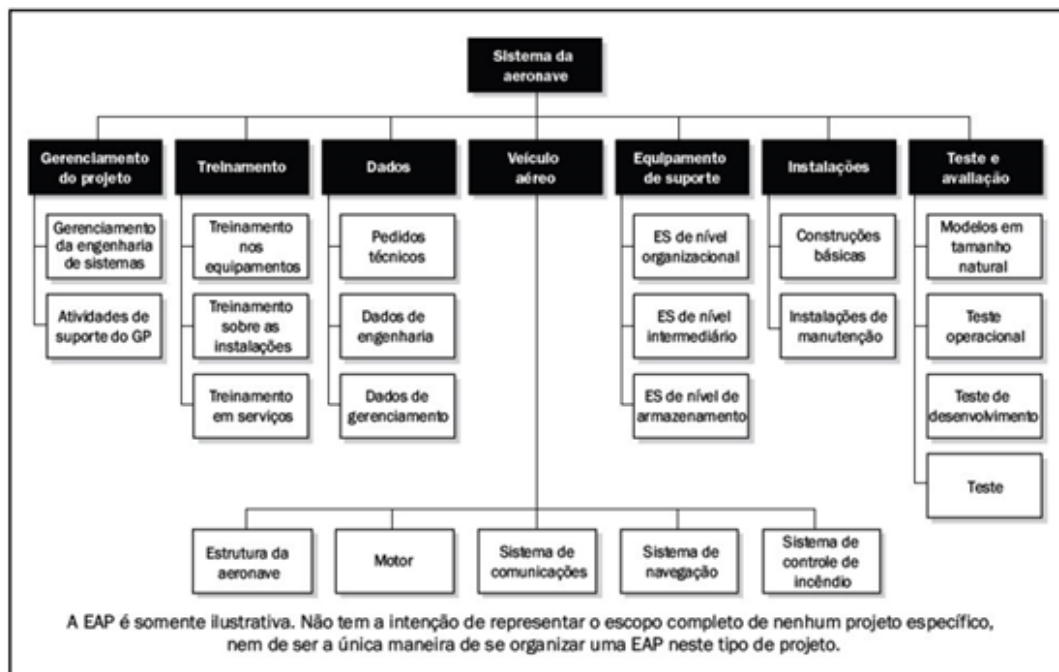 Sistema da
aeronave
Gerenciamento
do projeto
Treinamento
Dados
Veículo
aéreo
Equipamento
de suporte
Instalações
Teste e
avaliação
Gerenciamento
da engenharia
de sistemas
Atividades de
suporte do GP
Treinamento
nos
equipamentos
Treinamento
sobre as
instalações
Treinamento
em serviços
Pedidos
técnicos
Dados de
engenharia
Dados de
gerenciamento
ES de nível
organizacional
ES de nível
intermediário
ES de nível de
armazenamento
Construções
básicas
Instalações de
manutenção
Modelos em
tamanho
natural
Teste
operacional
Teste de
desenvolvimento
Teste
Estrutura da
aeronave
Motor
Sistema de
comunicações
Sistema de
navegação
Sistema de
controle de
incêndio
A EAP é somente ilustrativa. Não tem a intenção de representar o escopo completo de nenhum projeto específico,
nem de ser a única maneira de se organizar uma EAP neste tipo de projeto.